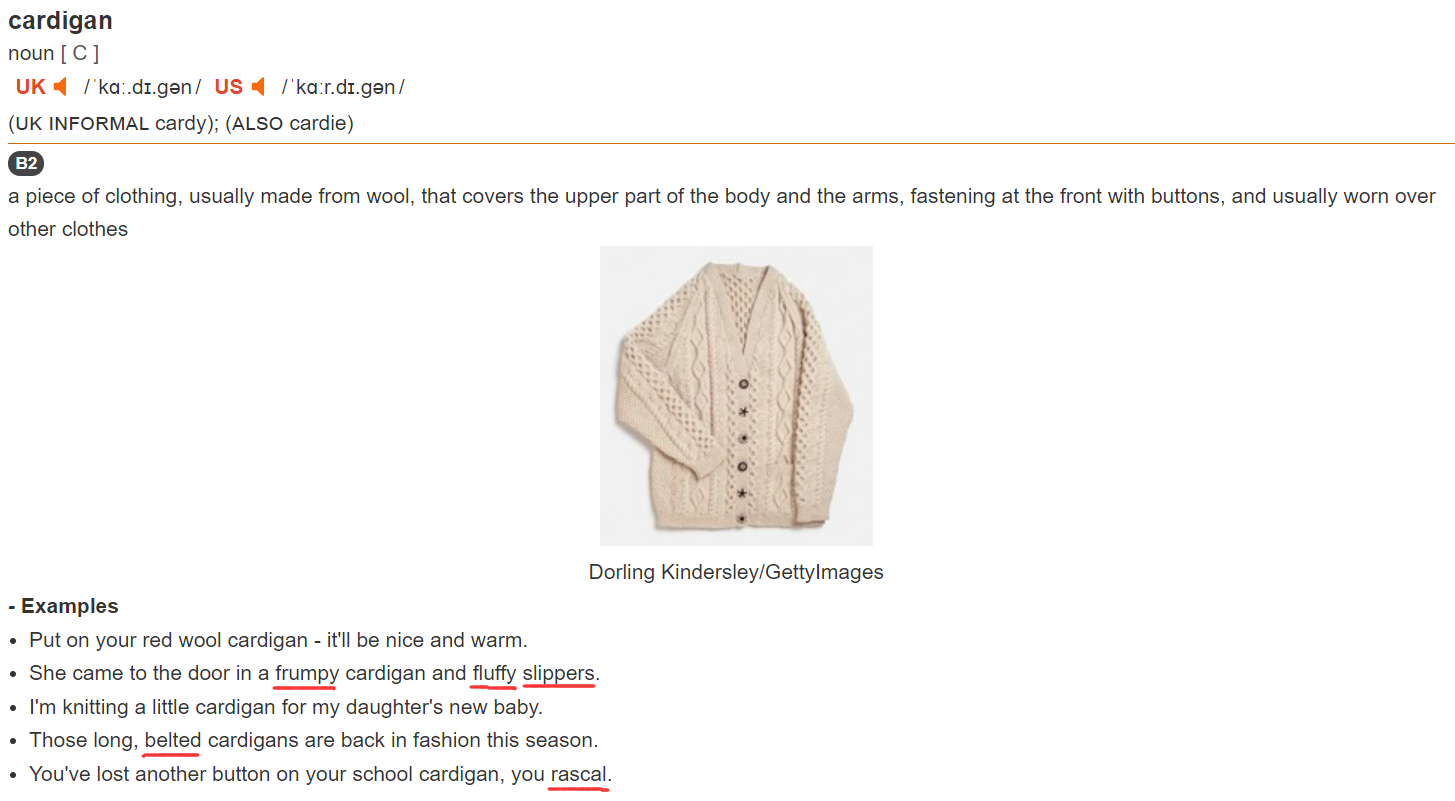 cardigan
noun [ C ]
UK /ˈkɑː.dɪ.ɡən/ US /ˈkɑːr.dɪ.ɡən/
(UK INFORMAL cardy); (ALSO cardie)
B2
a piece of clothing, usually made from wool, that covers the upper part of the body and the arms, fastening at the front with buttons, and usually worn over
other clothes
Dorling Kindersley/GettyImages
- Examples
• Put on your red wool cardigan - it'll be nice and warm.
• She came to the door in a frumpy cardigan and fluffy slippers.
• I'm knitting a little cardigan for my daughter's new baby.
• Those long, belted cardigans are back in fashion this season.
• You've lost another button on your school cardigan, you rascal.